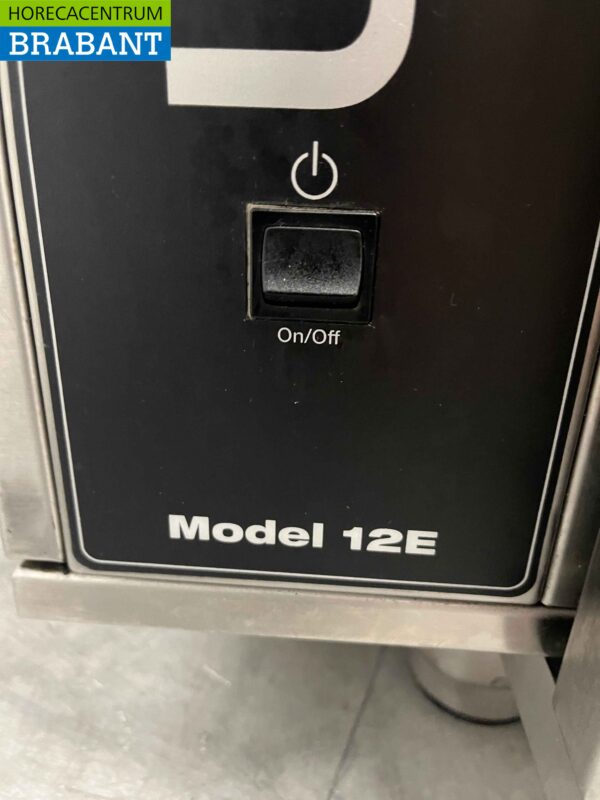 HORECACENTRUM
BRABANT
On/Off
Model 12E